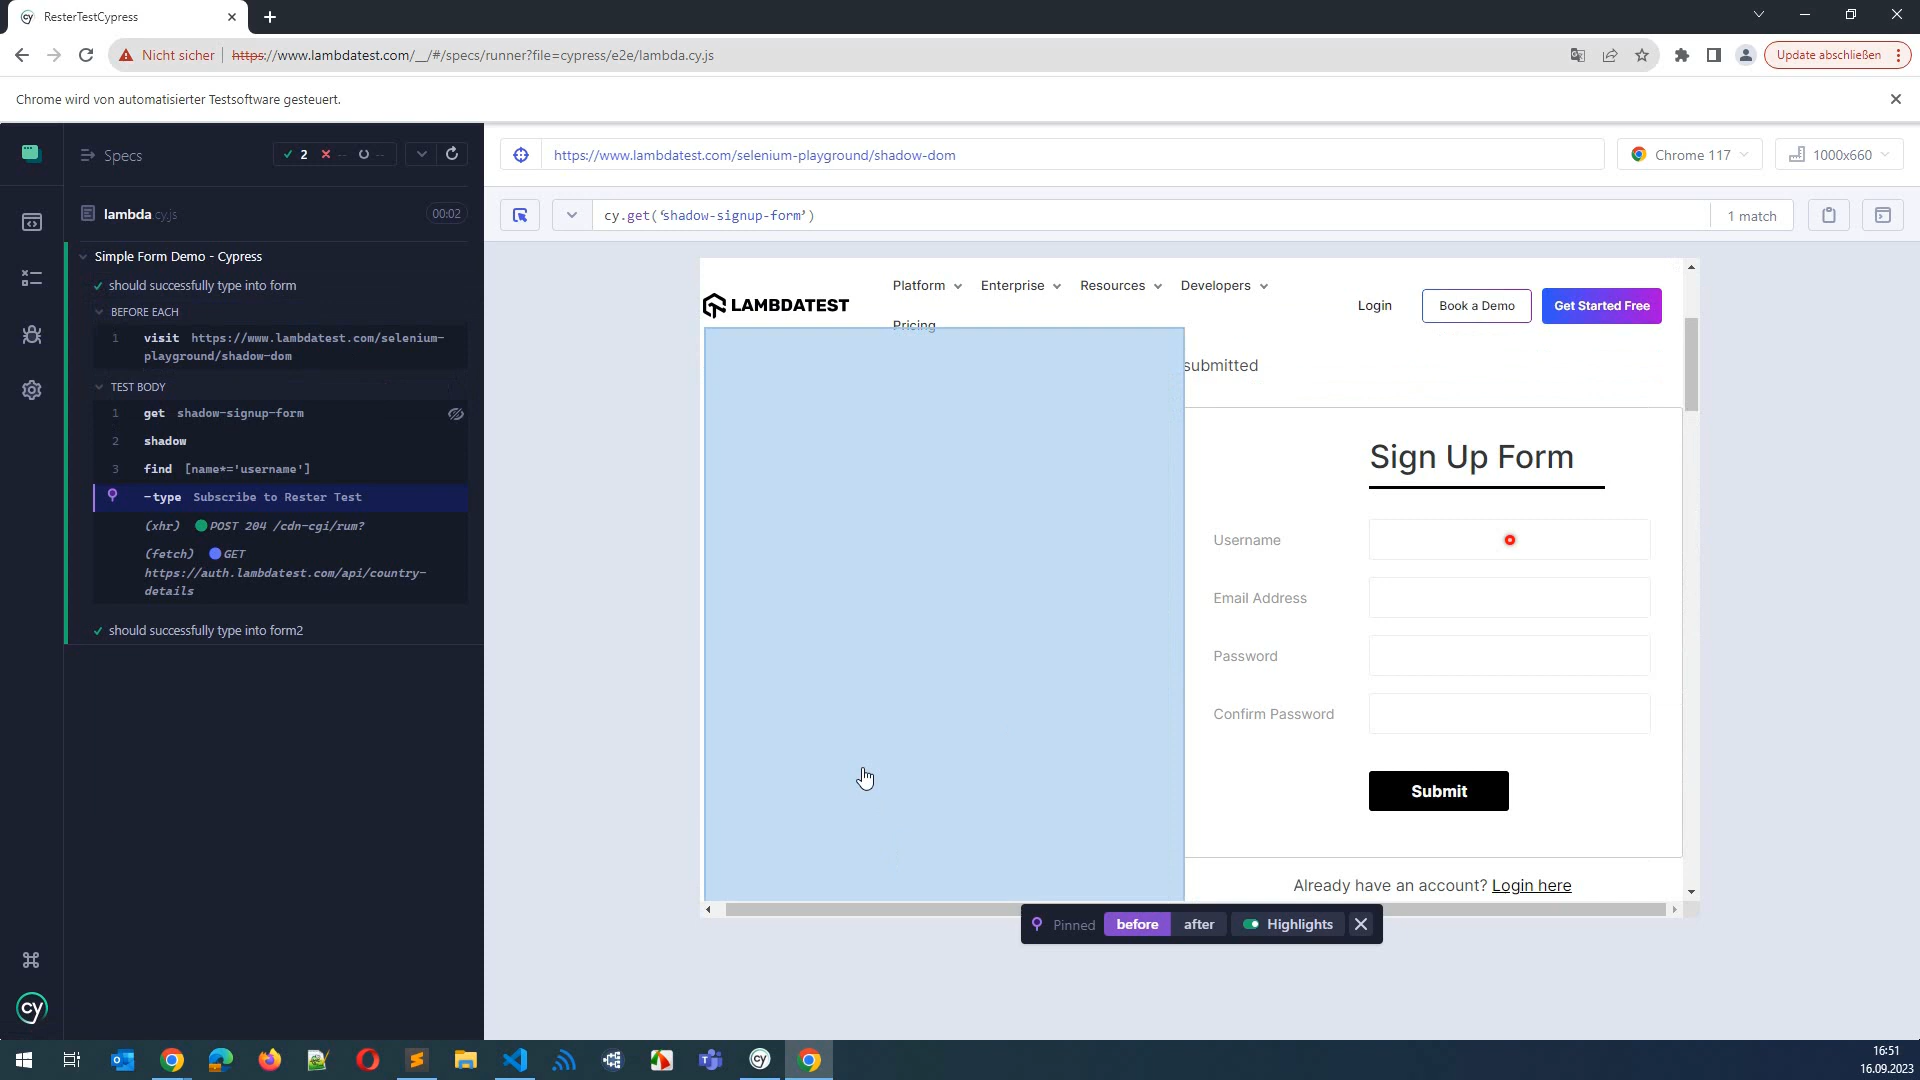 ResterTestCypress
Nicht sicher
https://www.lambdatest.com/__/#/specs/runner?file=cypress/e2e/lambda.cy.js
Update abschließen
Chrome wird von automatisierter Testsoftware gesteuert.
Specs
2
--
--
lambda.cy.js
00:02
Simple Form Demo - Cypress
should successfully type into form
BEFORE EACH
1 visit https://www.lambdatest.com/selenium-
playground/shadow-dom
TEST BODY
1 get shadow-signup-form
2 shadow
3 find [name*='username']
-type Subscribe to Rester Test
(xhr) POST 204 /cdn-cgi/rum?
(fetch) GET
https://auth.lambdatest.com/api/country-
details
should successfully type into form2
cy
https://www.lambdatest.com/selenium-playground/shadow-dom
Chrome 117
1000x660
cy.get(‘shadow-signup-form’)
1 match
LAMBDATEST
Platform
Enterprise
Resources
Developers
Pricing
Login
Book a Demo
Get Started Free
submitted
Sign Up Form
Username
Email Address
Password
Confirm Password
Submit
Already have an account? Login here
Pinned
before
after
Highlights
16:51
16.09.2023